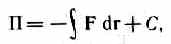 Π = −∫ F dr + C,